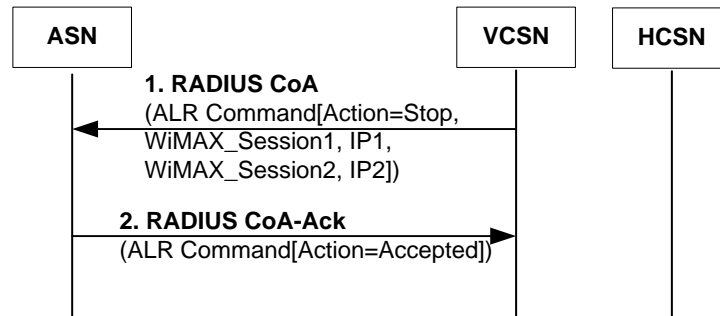 ASN
VCSN
HCSN
1. RADIUS CoA
(ALR Command[Action=Stop,
WiMAX_Session1, IP1,
WiMAX_Session2, IP2])
2. RADIUS CoA-Ack
(ALR Command[Action=Accepted])